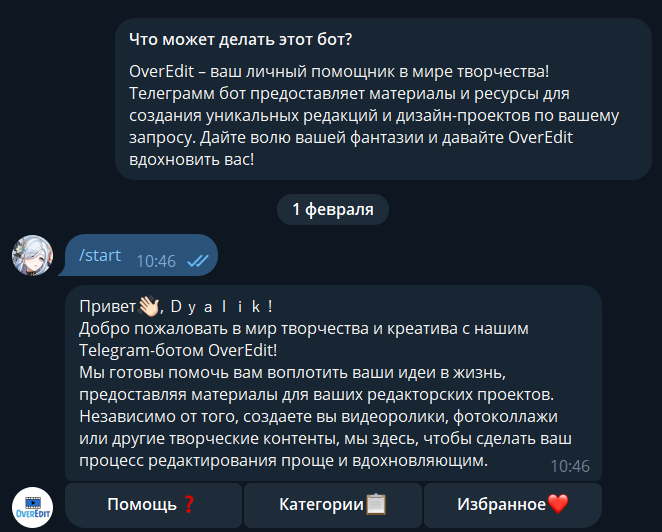 Что может делать этот бот?
OverEdit – ваш личный помощник в мире творчества!
Телеграмм бот предоставляет материалы и ресурсы для
создания уникальных редакций и дизайн-проектов по вашему
запросу. Дайте волю вашей фантазии и давайте OverEdit
вдохновить вас!
1 февраля
/start 10:46
Привет👋🏻, D y a l i k !
Добро пожаловать в мир творчества и креатива с нашим
Telegram-ботом OverEdit!
Мы готовы помочь вам воплотить ваши идеи в жизнь,
предоставляя материалы для ваших редакторских проектов.
Независимо от того, создаете вы видеоролики, фотоколлажи
или другие творческие контенты, мы здесь, чтобы сделать ваш
процесс редактирования проще и вдохновляющим.
10:46
OVEREDIT
Помощь❓ Категории📋 Избранное❤️